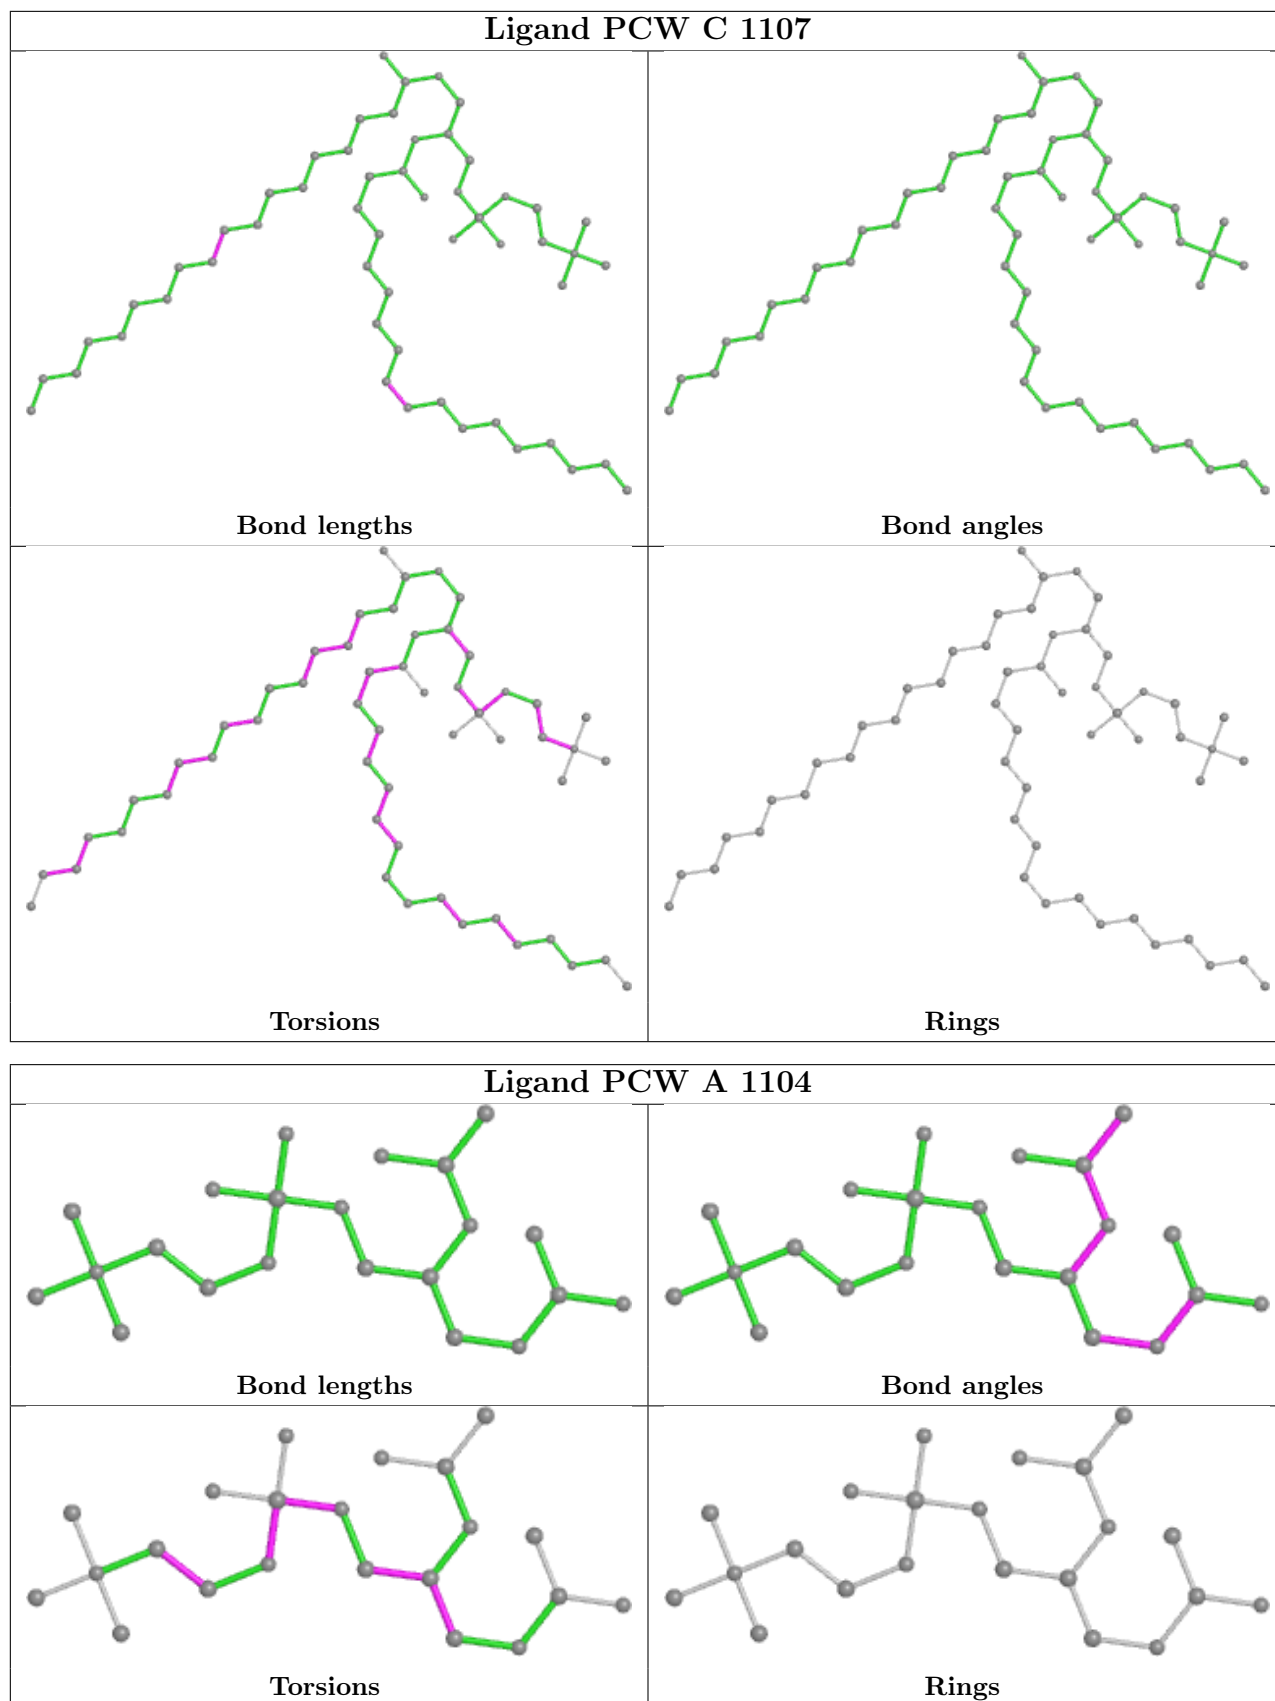 Ligand PCW C 1107
Bond lengths
Bond angles
Torsions
Rings
Ligand PCW A 1104
Bond lengths
Bond angles
Torsions
Rings